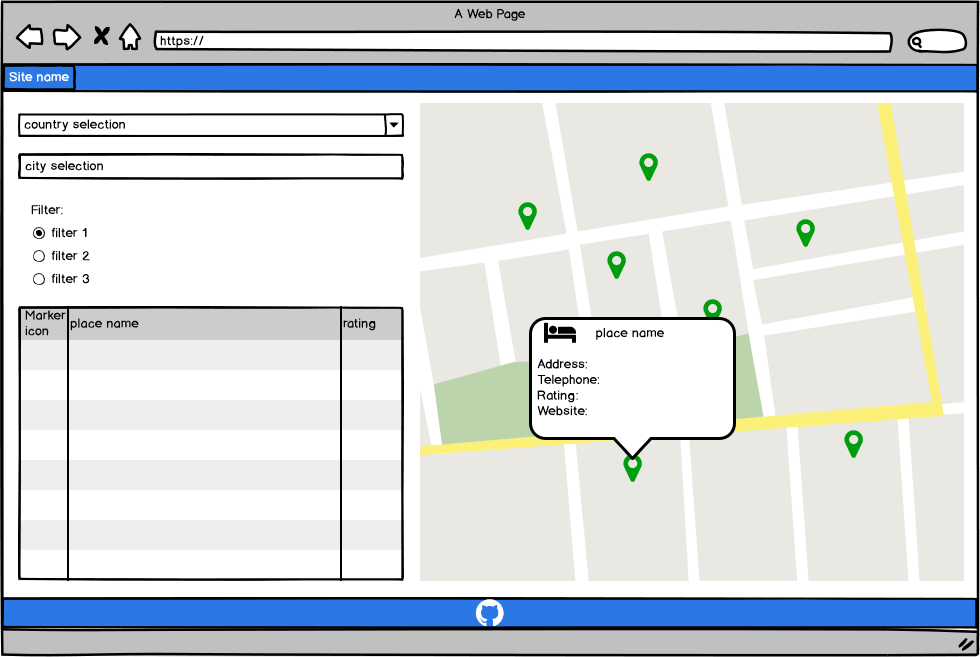 A Web Page
https://
Site name
country selection
city selection
Filter:
filter 1
filter 2
filter 3
Marker
icon
place name
rating
place name
Address:
Telephone:
Rating:
Website: